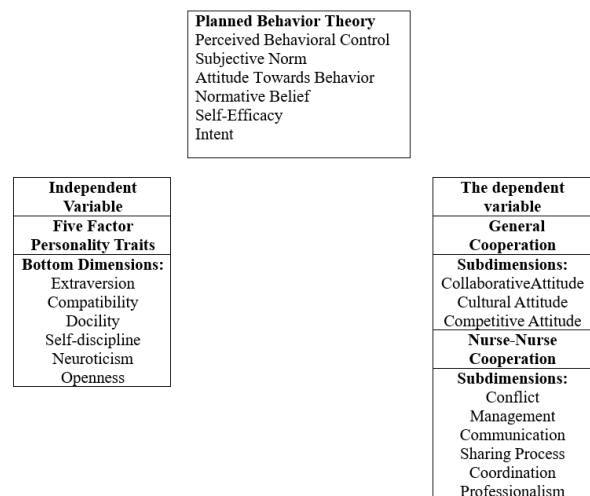 Planned Behavior Theory
Perceived Behavioral Control
Subjective Norm
Attitude Towards Behavior
Normative Belief
Self-Efficacy
Intent
Independent
Variable
Five Factor
Personality Traits
Bottom Dimensions:
Extraversion
Compatibility
Docility
Self-discipline
Neuroticism
Openness
The dependent
variable
General
Cooperation
Subdimensions:
CollaborativeAttitude
Cultural Attitude
Competitive Attitude
Nurse-Nurse
Cooperation
Subdimensions:
Conflict
Management
Communication
Sharing Process
Coordination
Professionalism